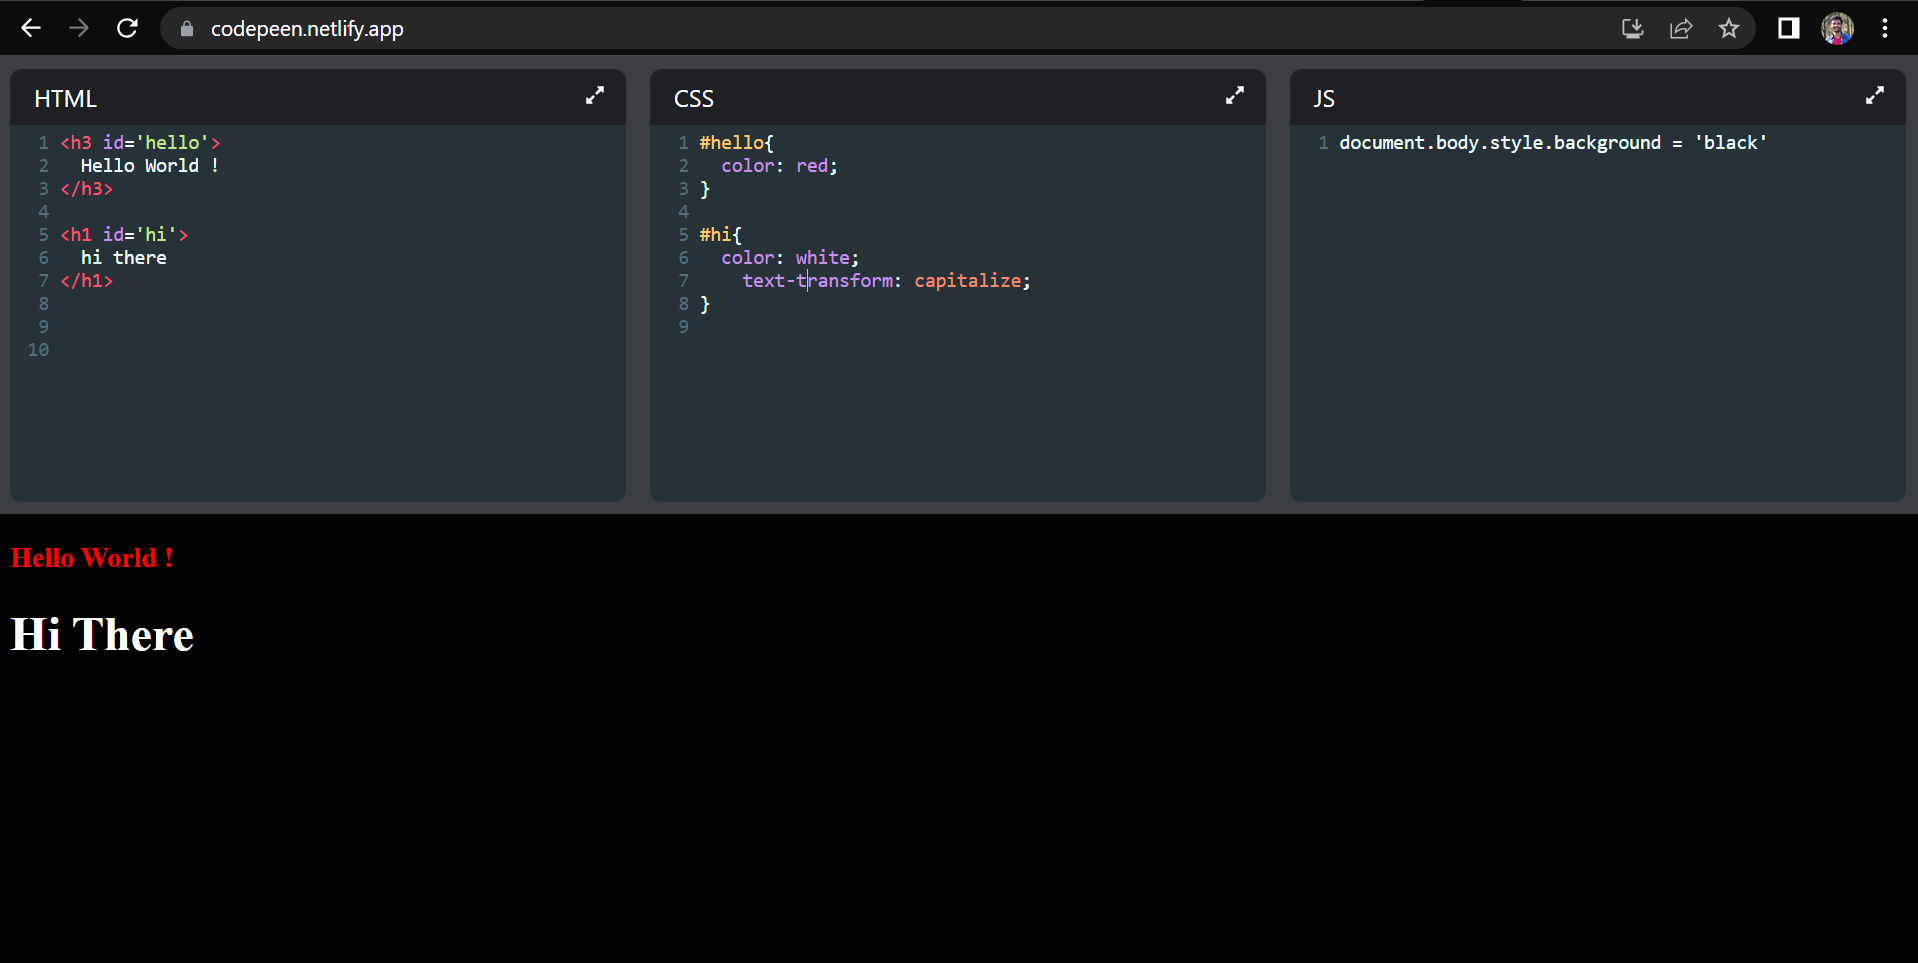 codepeen.netlify.app
HTML
1 <h3 id='hello'>
2   Hello World !
3 </h3>
4
5 <h1 id='hi'>
6   hi there
7 </h1>
8
9
10
CSS
1 #hello{
2   color: red;
3 }
4
5 #hi{
6   color: white;
7     text-transform: capitalize;
8 }
9
JS
1 document.body.style.background = 'black'
Hello World !
Hi There